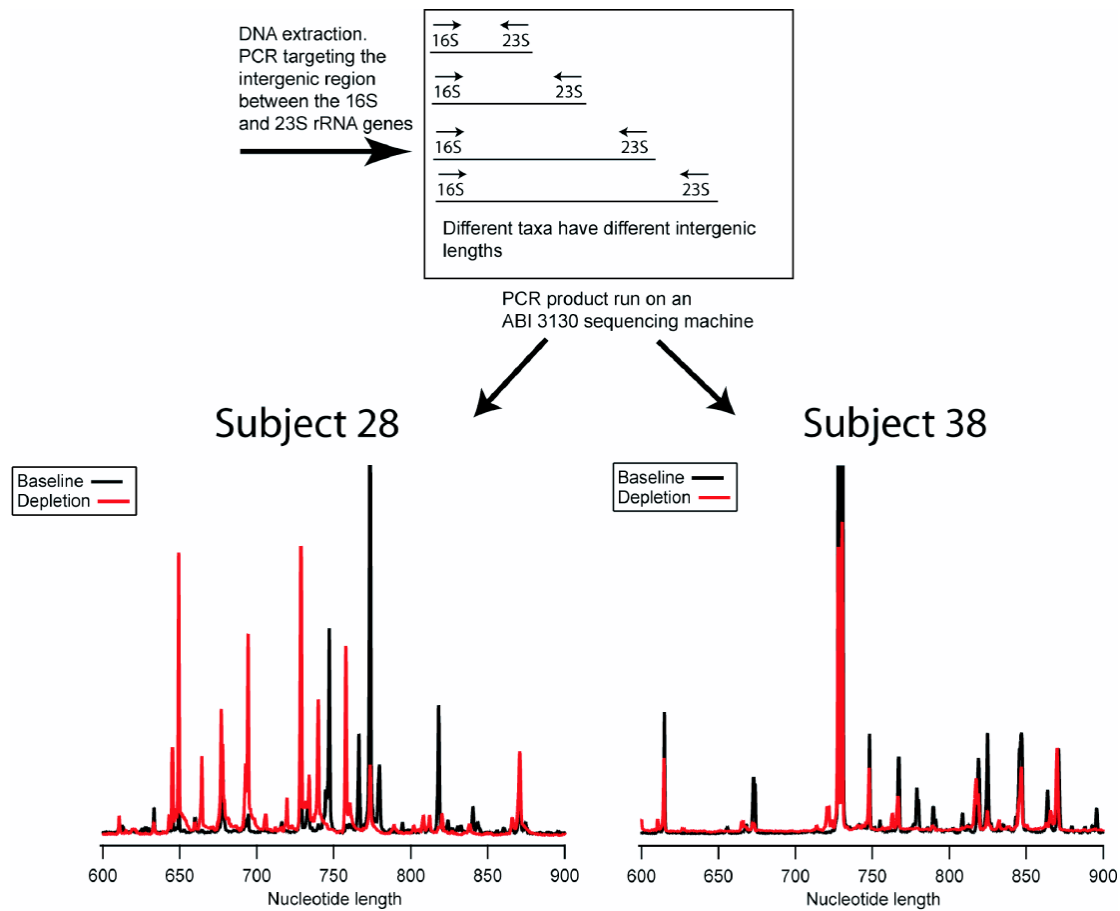 DNA extraction.
PCR targeting the
intergenic region
between the 16S
and 23S rRNA genes
16S 23S
16S 23S
16S 23S
16S 23S
Different taxa have different intergenic
lengths
PCR product run on an
ABI 3130 sequencing machine
Subject 28
Baseline
Depletion
600 650 700 750 800 850 900
Nucleotide length
Subject 38
Baseline
Depletion
600 650 700 750 800 850 900
Nucleotide length